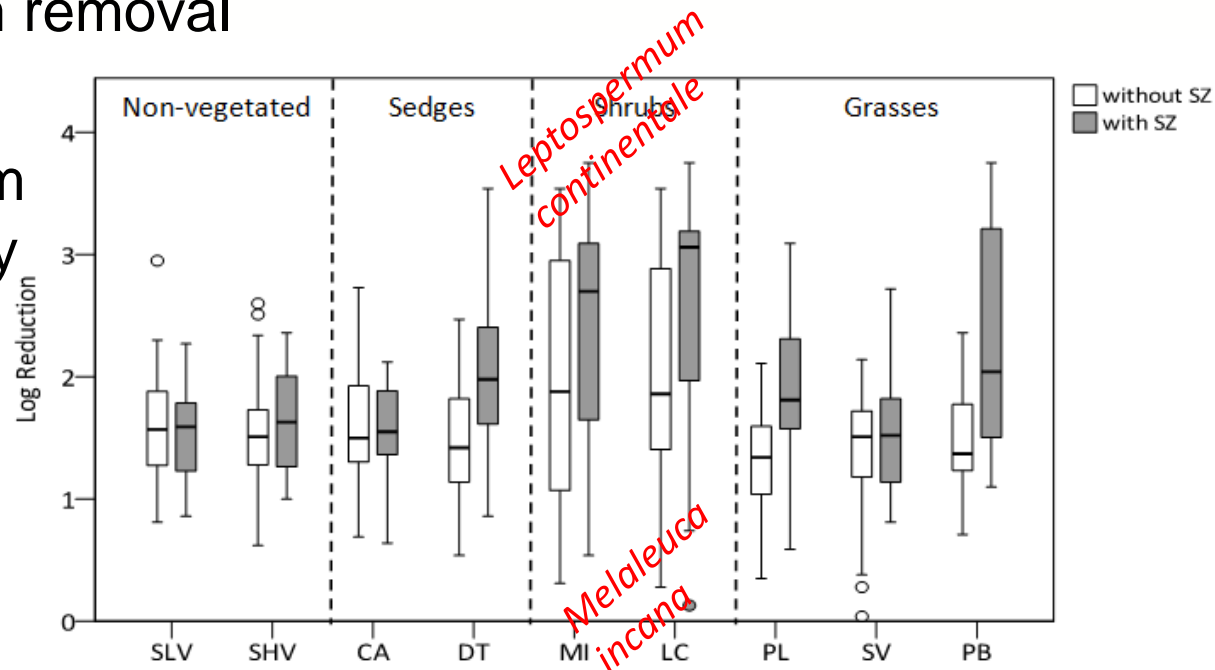 removal
Non-vegetated
Sedges
Shrubs
Grasses
without SZ
with SZ
Leptospermum
continentale
Melaleuca
incana
Log Reduction
4
3
2
1
0
SLV
SHV
CA
DT
MI
LC
PL
SV
PB